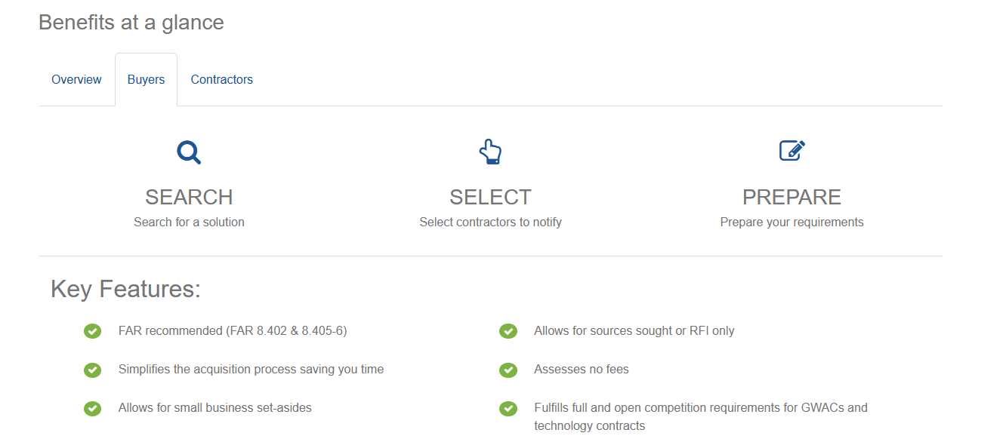 Benefits at a glance
Overview
Buyers
Contractors
SEARCH
Search for a solution
SELECT
Select contractors to notify
PREPARE
Prepare your requirements
Key Features:
FAR recommended (FAR 8.402 & 8.405-6)
Allows for sources sought or RFI only
Simplifies the acquisition process saving you time
Assesses no fees
Allows for small business set-asides
Fulfills full and open competition requirements for GWACs and
technology contracts